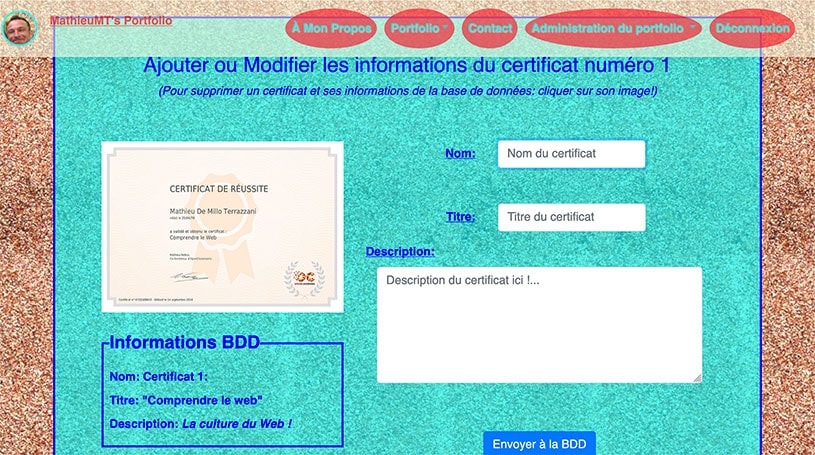 MathieuMT's Portfolio
À Mon Propos
Portfolio
Contact
Administration du portfolio
Déconnexion
Ajouter ou Modifier les informations du certificat numéro 1
(Pour supprimer un certificat et ses informations de la base de données: cliquer sur son image!)
CERTIFICAT DE RÉUSSITE
Mathieu De Millo Terrazzani
a validé et obtenu le certificat :
Comprendre le Web
Informations BDD
Nom: Certificat 1:
Titre: "Comprendre le web"
Description: La culture du Web !
Nom:
Nom du certificat
Titre:
Titre du certificat
Description:
Description du certificat ici !...
Envoyer à la BDD